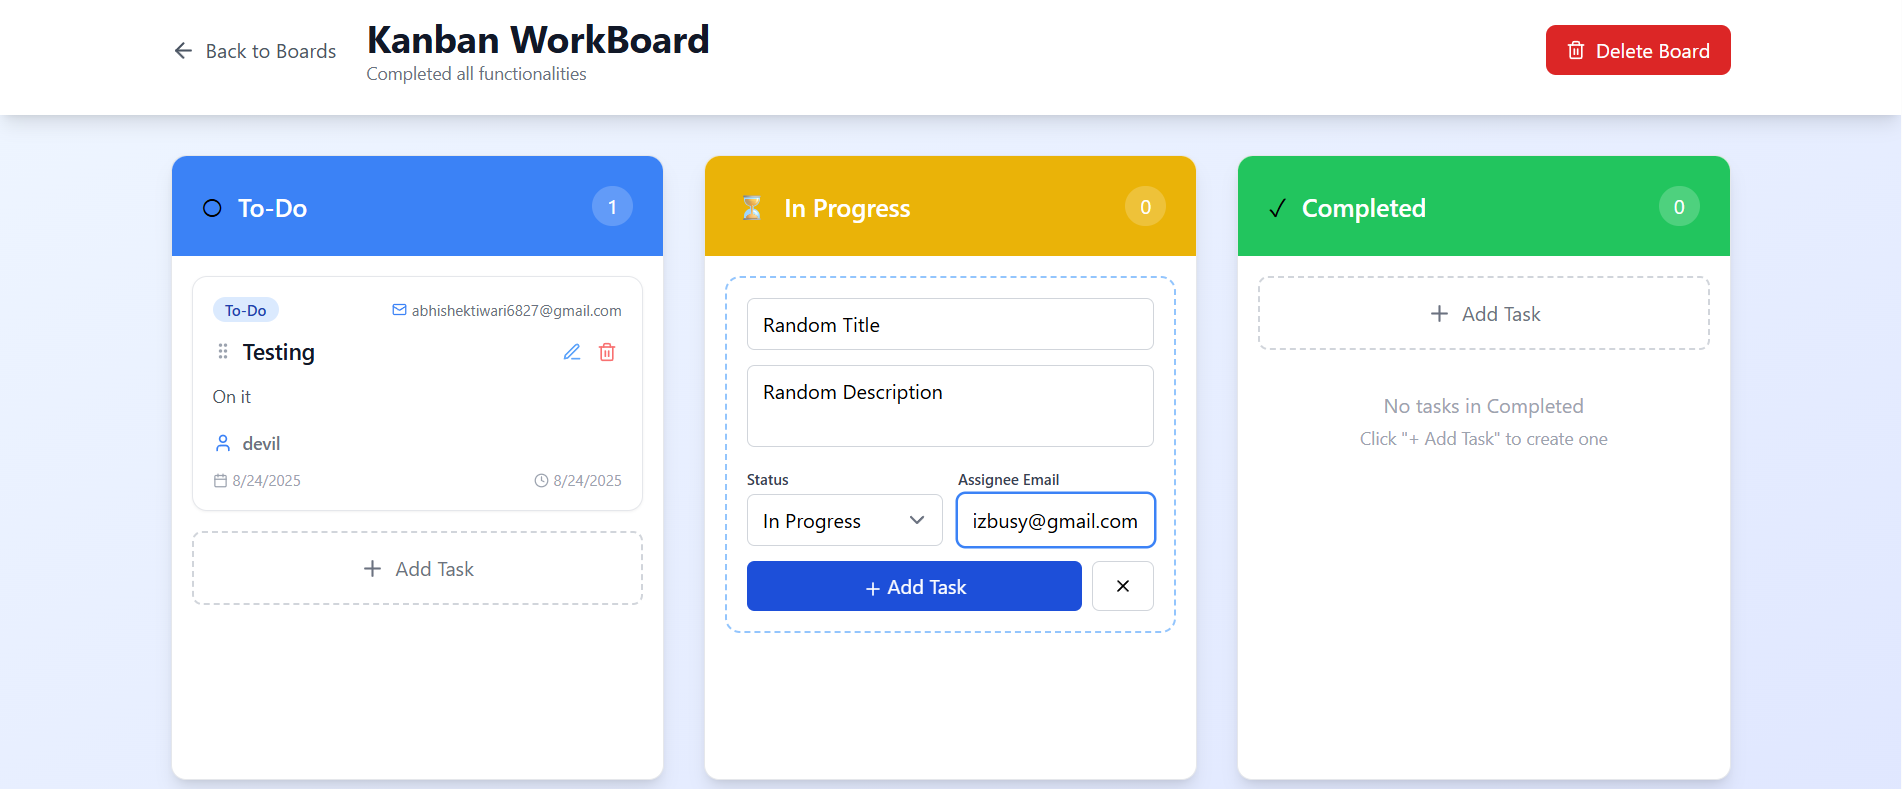 Back to Boards
Kanban WorkBoard
Completed all functionalities
Delete Board
To-Do
1
To-Do
abhishektiwari6827@gmail.com
Testing
On it
devil
8/24/2025
8/24/2025
+ Add Task
In Progress
0
Random Title
Random Description
Status
Assignee Email
In Progress
izbusy@gmail.com
+ Add Task
Completed
0
+ Add Task
No tasks in Completed
Click "+ Add Task" to create one